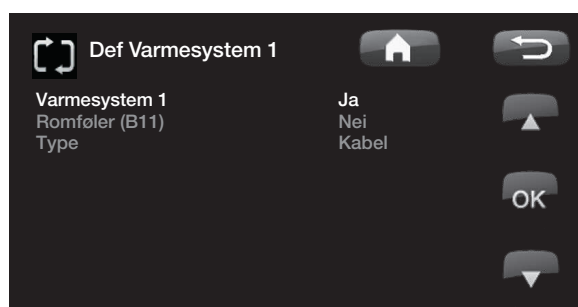 Def Varmesystem 1
Varmesystem 1 Ja
Romføler (B11) Nei
Type Kabel
OK